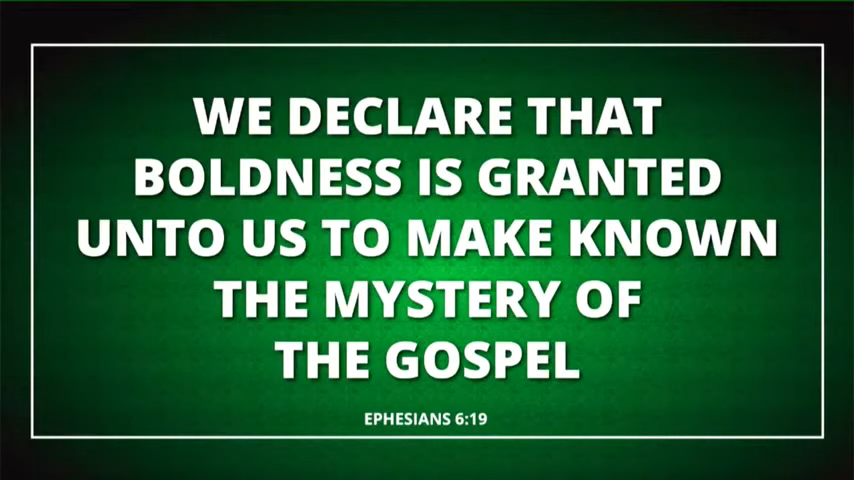 WE DECLARE THAT
BOLDNESS IS GRANTED
UNTO US TO MAKE KNOWN
THE MYSTERY OF
THE GOSPEL
EPHESIANS 6:19